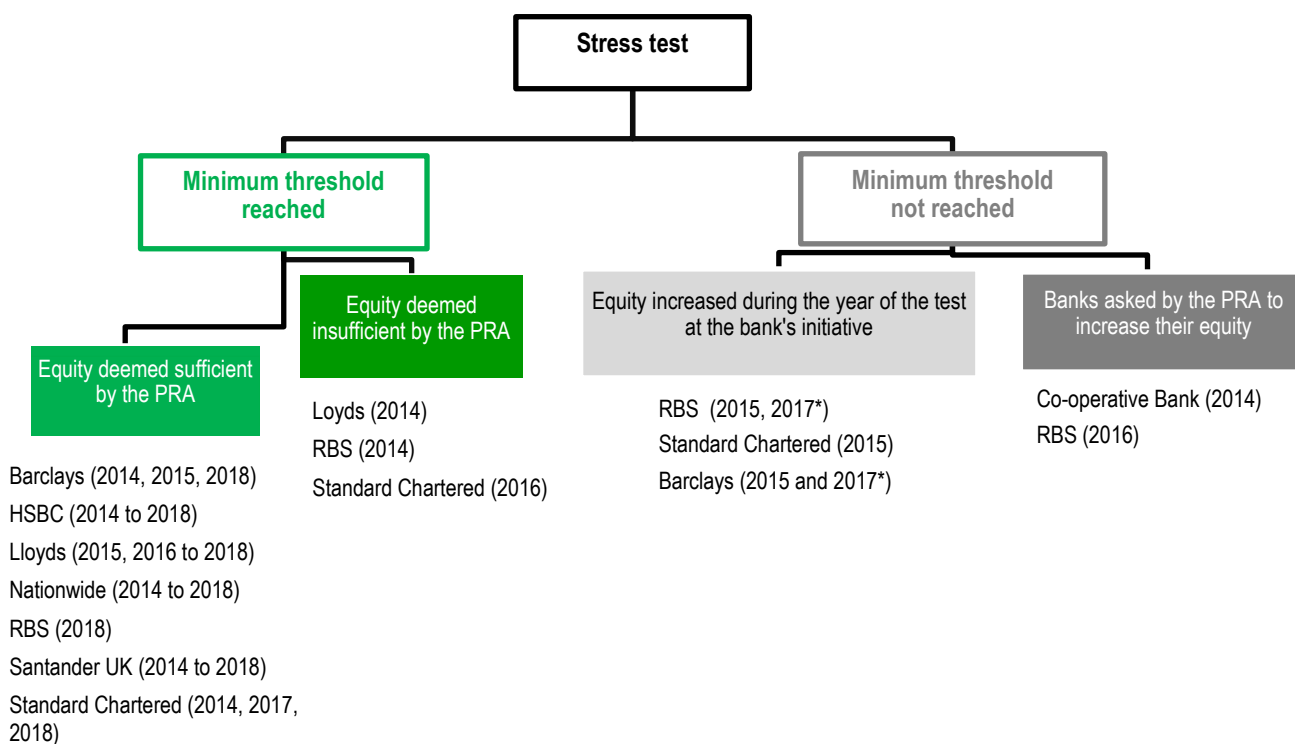 Stress test
Minimum threshold
reached
Minimum threshold
not reached
Equity deemed sufficient
by the PRA
Equity deemed
insufficient by the PRA
Equity increased during the year of the test
at the bank's initiative
Banks asked by the PRA to
increase their equity
Barclays (2014, 2015, 2018)
HSBC (2014 to 2018)
Lloyds (2015, 2016 to 2018)
Nationwide (2014 to 2018)
RBS (2018)
Santander UK (2014 to 2018)
Standard Chartered (2014, 2017,
2018)
Loyds (2014)
RBS (2014)
Standard Chartered (2016)
RBS (2015, 2017*)
Standard Chartered (2015)
Barclays (2015 and 2017*)
Co-operative Bank (2014)
RBS (2016)